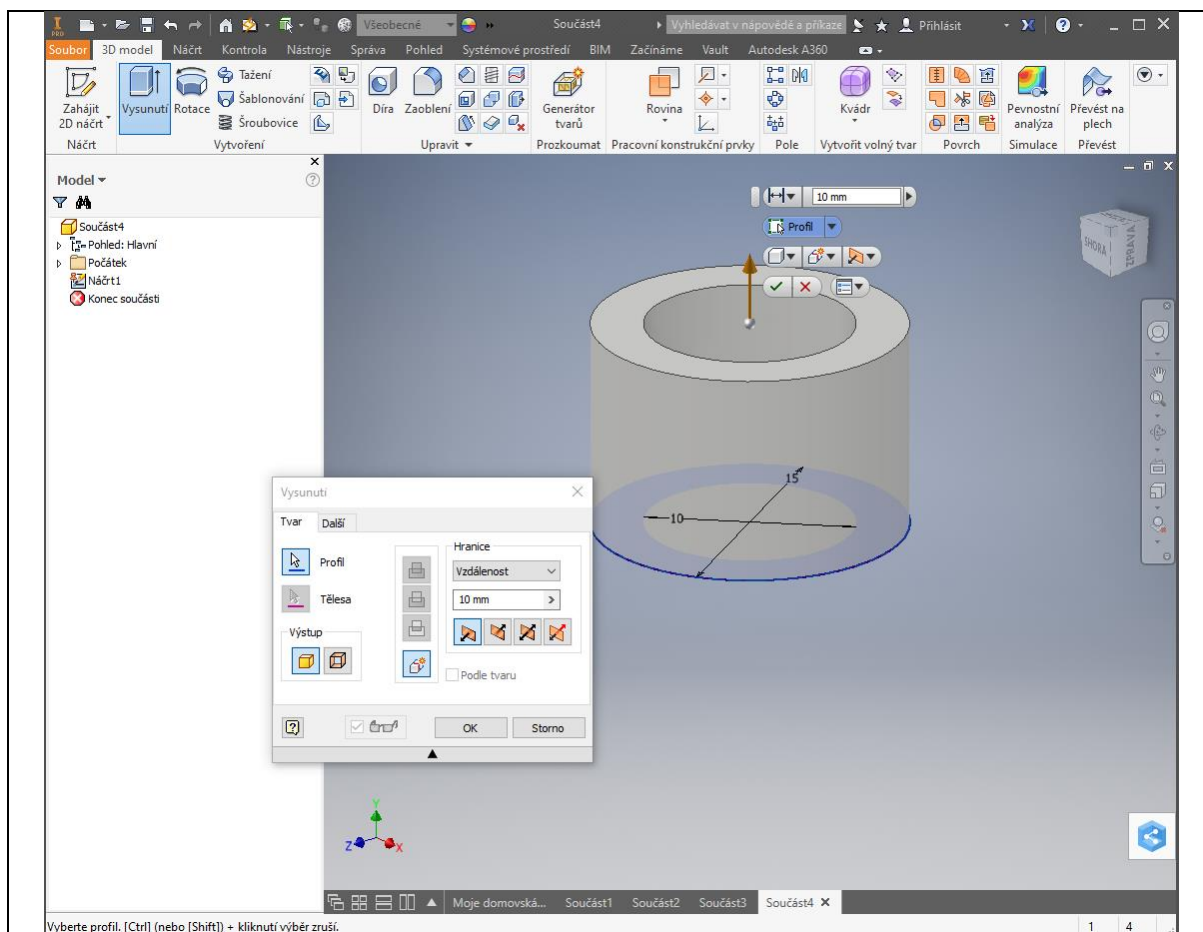 PRO
Všeobecné
Součást4
Vyhledávat v nápovědě a příkaze
Přihlásit
Soubor 3D model Náčrt Kontrola Nástroje Správa Pohled Systémové prostředí BIM Začínáme Vault Autodesk A360
Zahájit
2D náčrt
Vysunutí
Rotace
Tažení
Šablonování
Šroubovice
Díra
Zaoblení
Generátor
tvarů
Rovina
Kvádr
Pevnostní
analýza
Převést na
plech
Náčrt Vytvoření Upravit Prozkoumat Pracovní konstrukční prvky Pole Vytvořit volný tvar Povrch Simulace Převést
Model
Součást4
Pohled: Hlavní
Počátek
Náčrt1
Konec součásti
10 mm
Profil
SHORA
ZPRAVA
15
10
Vysunutí
Tvar Další
Profil
Tělesa
Výstup
Hranice
Vzdálenost
10 mm
Podle tvaru
OK Storno
Y
Z
X
Moje domovská... Součást1 Součást2 Součást3 Součást4
Vyberte profil. [Ctrl] (nebo [Shift]) + kliknutí výběr zruší.
1 4